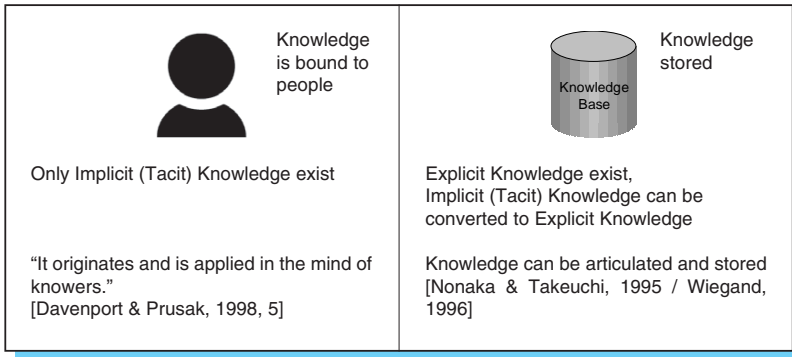 Knowledge
is bound to
people
Only Implicit (Tacit) Knowledge exist
“It originates and is applied in the mind of
knowers.”
[Davenport & Prusak, 1998, 5]
Knowledge
stored
Knowledge
Base
Explicit Knowledge exist,
Implicit (Tacit) Knowledge can be
converted to Explicit Knowledge
Knowledge can be articulated and stored
[Nonaka & Takeuchi, 1995 / Wiegand,
1996]